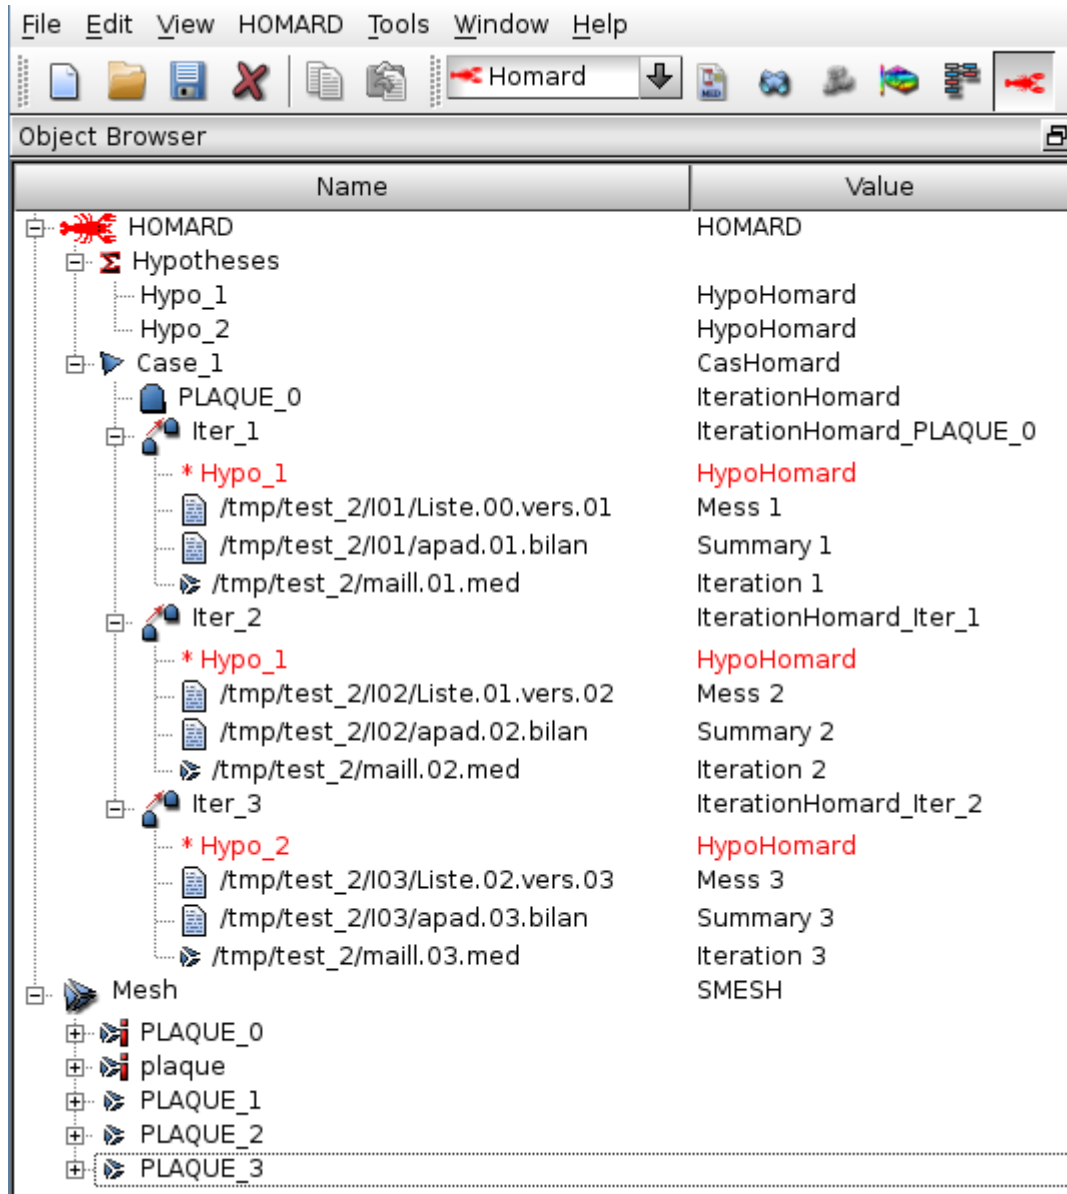 File Edit View HOMARD Tools Window Help
Homard MED
Object Browser
Name Value
HOMARD HOMARD
Hypotheses
Hypo_1 HypoHomard
Hypo_2 HypoHomard
Case_1 CasHomard
PLAQUE_0 IterationHomard
Iter_1 IterationHomard_PLAQUE_0
* Hypo_1 HypoHomard
/tmp/test_2/I01/Liste.00.vers.01 Mess 1
/tmp/test_2/I01/apad.01.bilan Summary 1
/tmp/test_2/maill.01.med Iteration 1
Iter_2 IterationHomard_Iter_1
* Hypo_1 HypoHomard
/tmp/test_2/I02/Liste.01.vers.02 Mess 2
/tmp/test_2/I02/apad.02.bilan Summary 2
/tmp/test_2/maill.02.med Iteration 2
Iter_3 IterationHomard_Iter_2
* Hypo_2 HypoHomard
/tmp/test_2/I03/Liste.02.vers.03 Mess 3
/tmp/test_2/I03/apad.03.bilan Summary 3
/tmp/test_2/maill.03.med Iteration 3
Mesh SMESH
PLAQUE_0
plaque
PLAQUE_1
PLAQUE_2
PLAQUE_3